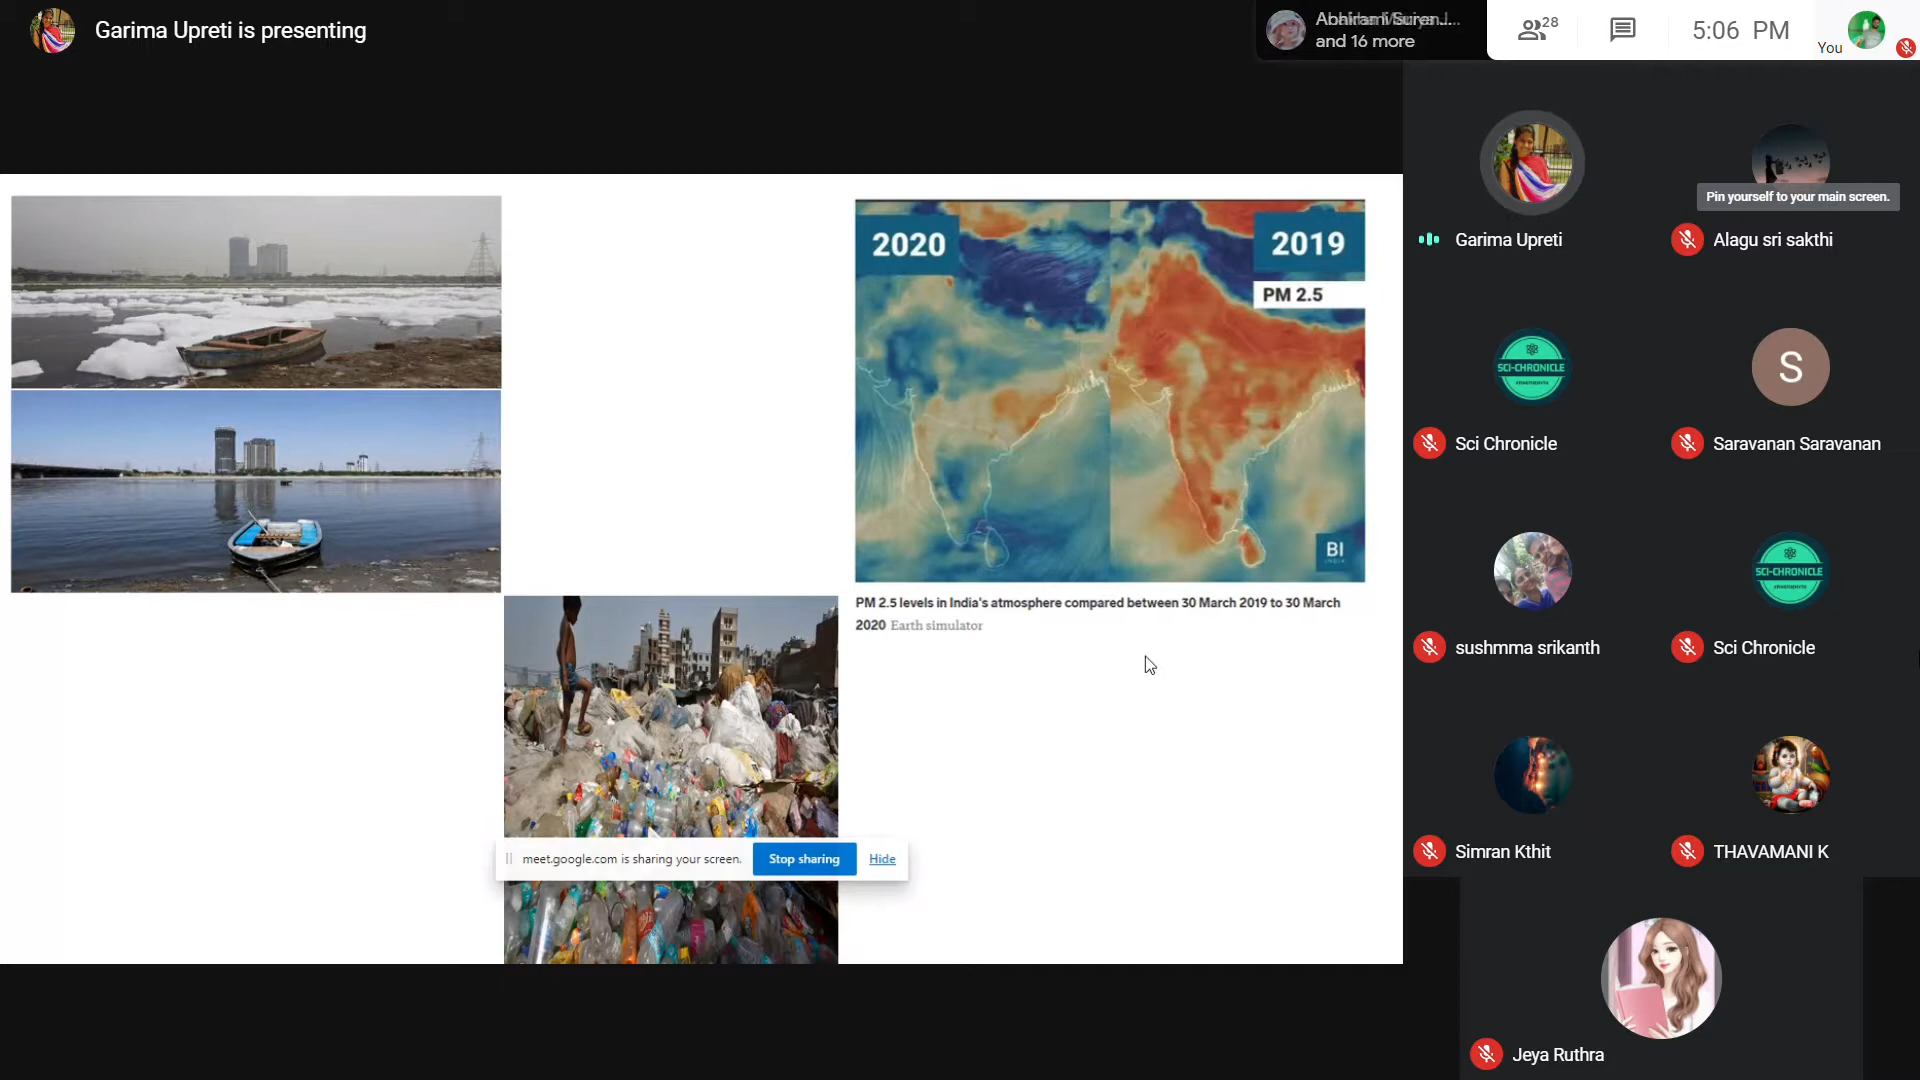 Garima Upreti is presenting
and 16 more
28
5:06 PM
You
2020
2019
PM 2.5
BI
INDIA
PM 2.5 levels in India's atmosphere compared between 30 March 2019 to 30 March
2020 Earth simulator
meet.google.com is sharing your screen.
Stop sharing
Hide
Garima Upreti
Pin yourself to your main screen.
Alagu sri sakthi
SCI-CHRONICLE
Sci Chronicle
S
Saravanan Saravanan
sushmma srikanth
SCI-CHRONICLE
Sci Chronicle
Simran Kthit
THAVAMANI K
Jeya Ruthra